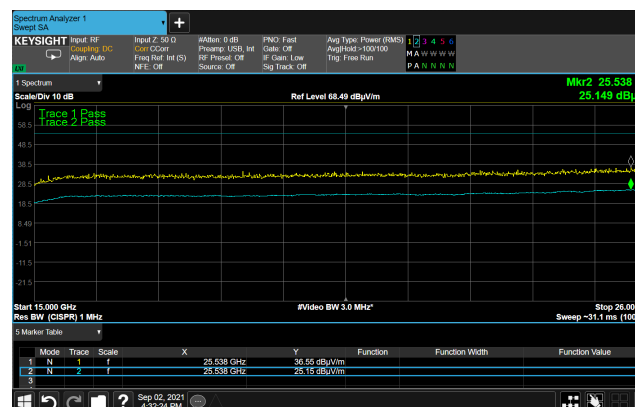 Spectrum Analyzer 1
Swept SA
+
KEYSIGHT
Input: RF
Coupling: DC
Align: Auto
Input Z: 50 Ω
Corr CCorr
Freq Ref: Int (S)
NFE: Off
#Atten: 0 dB
Preamp: USB, Int
RF Presel: Off
Source: Off
PNO: Fast
Gate: Off
IF Gain: Low
Sig Track: Off
Avg Type: Power (RMS)
Avg|Hold:>100/100
Trig: Free Run
1 2 3 4 5 6
M A W W W W
P A N N N N
1 Spectrum
Scale/Div 10 dB
Ref Level 68.49 dBµV/m
Mkr2 25.538
25.149 dBµ
Log
Trace 1 Pass
Trace 2 Pass
58.5
48.5
38.5
28.5
18.5
8.49
-1.51
-11.5
-21.5
Start 15.000 GHz
#Video BW 3.0 MHz*
Stop 26.00
Res BW (CISPR) 1 MHz
Sweep ~31.1 ms (100
5 Marker Table
Mode Trace Scale X Y Function Function Width Function Value
1 N 1 f 25.538 GHz 36.55 dBµV/m
2 N 2 f 25.538 GHz 25.15 dBµV/m
3
?
Sep 02, 2021
4:32:24 PM